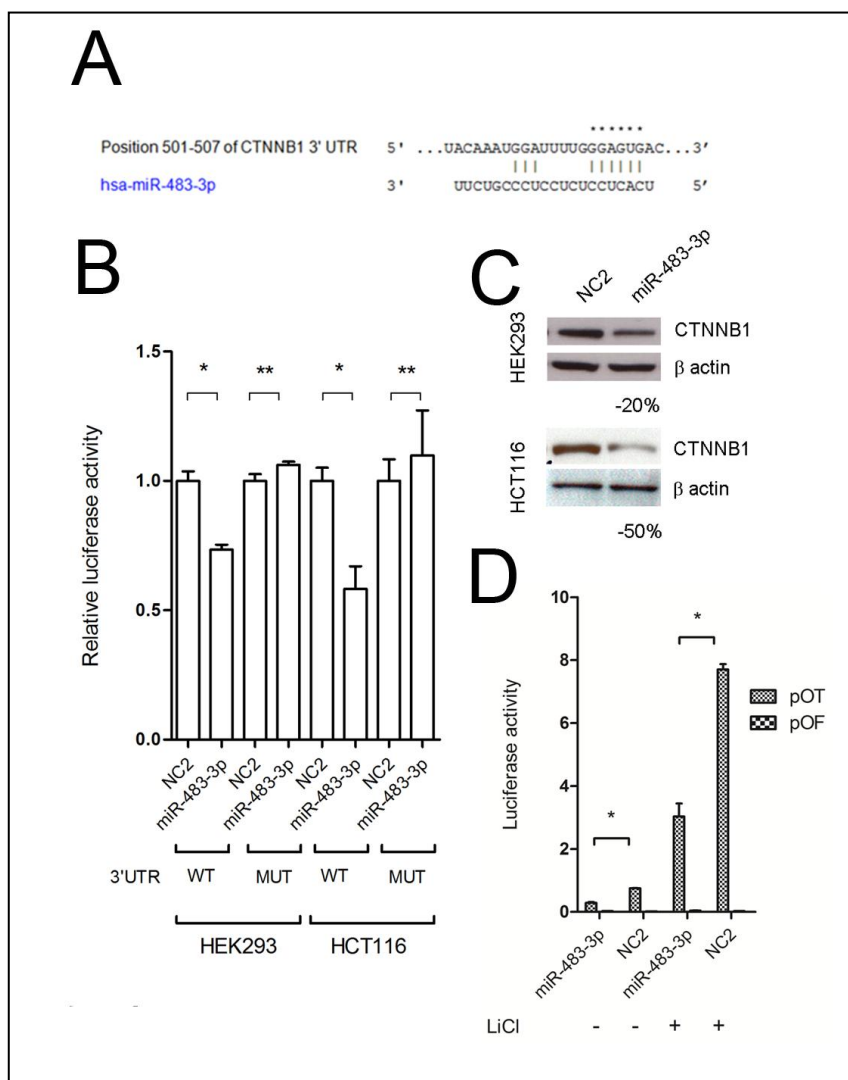 A
* * * * * *
Position 501-507 of CTNNB1 3' UTR 5' ...UACAAAUGGAUUUUGGGAGUGAC...3'
||| ||||||
hsa-miR-483-3p 3' UUCUGCCCUCCUCUCCUCACU 5'
B
Relative luciferase activity
1.5
1.0
0.5
0.0
* ** * **
NC2 miR-483-3p NC2 miR-483-3p NC2 miR-483-3p NC2 miR-483-3p
3'UTR WT MUT WT MUT
HEK293 HCT116
C
NC2 miR-483-3p
HEK293
CTNNB1
β actin
-20%
HCT116
CTNNB1
β actin
-50%
D
Luciferase activity
10
8
6
4
2
0
*
*
pOT
pOF
miR-483-3p NC2 miR-483-3p NC2
LiCl - - + +